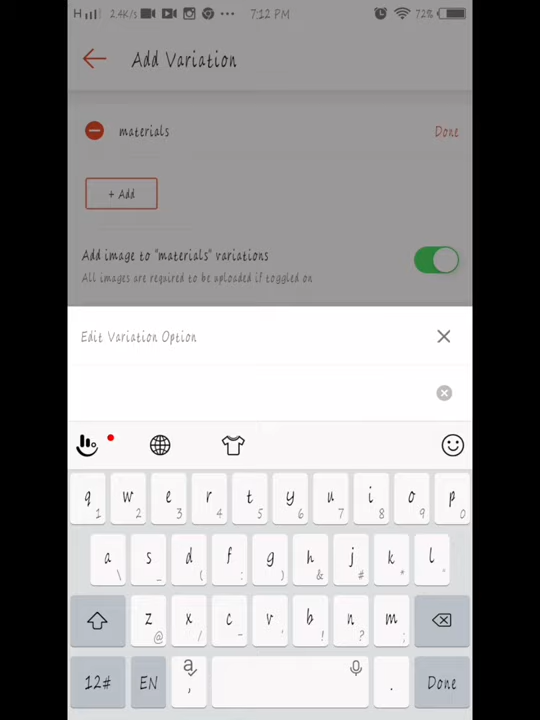 H 2.4K/s 7:12 PM 72%
Add Variation
materials Done
+ Add
Add image to "materials" variations
All images are required to be uploaded if toggled on
Edit Variation Option
q w e r t y u i o p
1 2 3 4 5 6 7 8 9 0
a s d f g h j k l
\ _ ( : ) & # *
z x c v b n m
@ / - ' ! ? ;
12# EN a , . Done